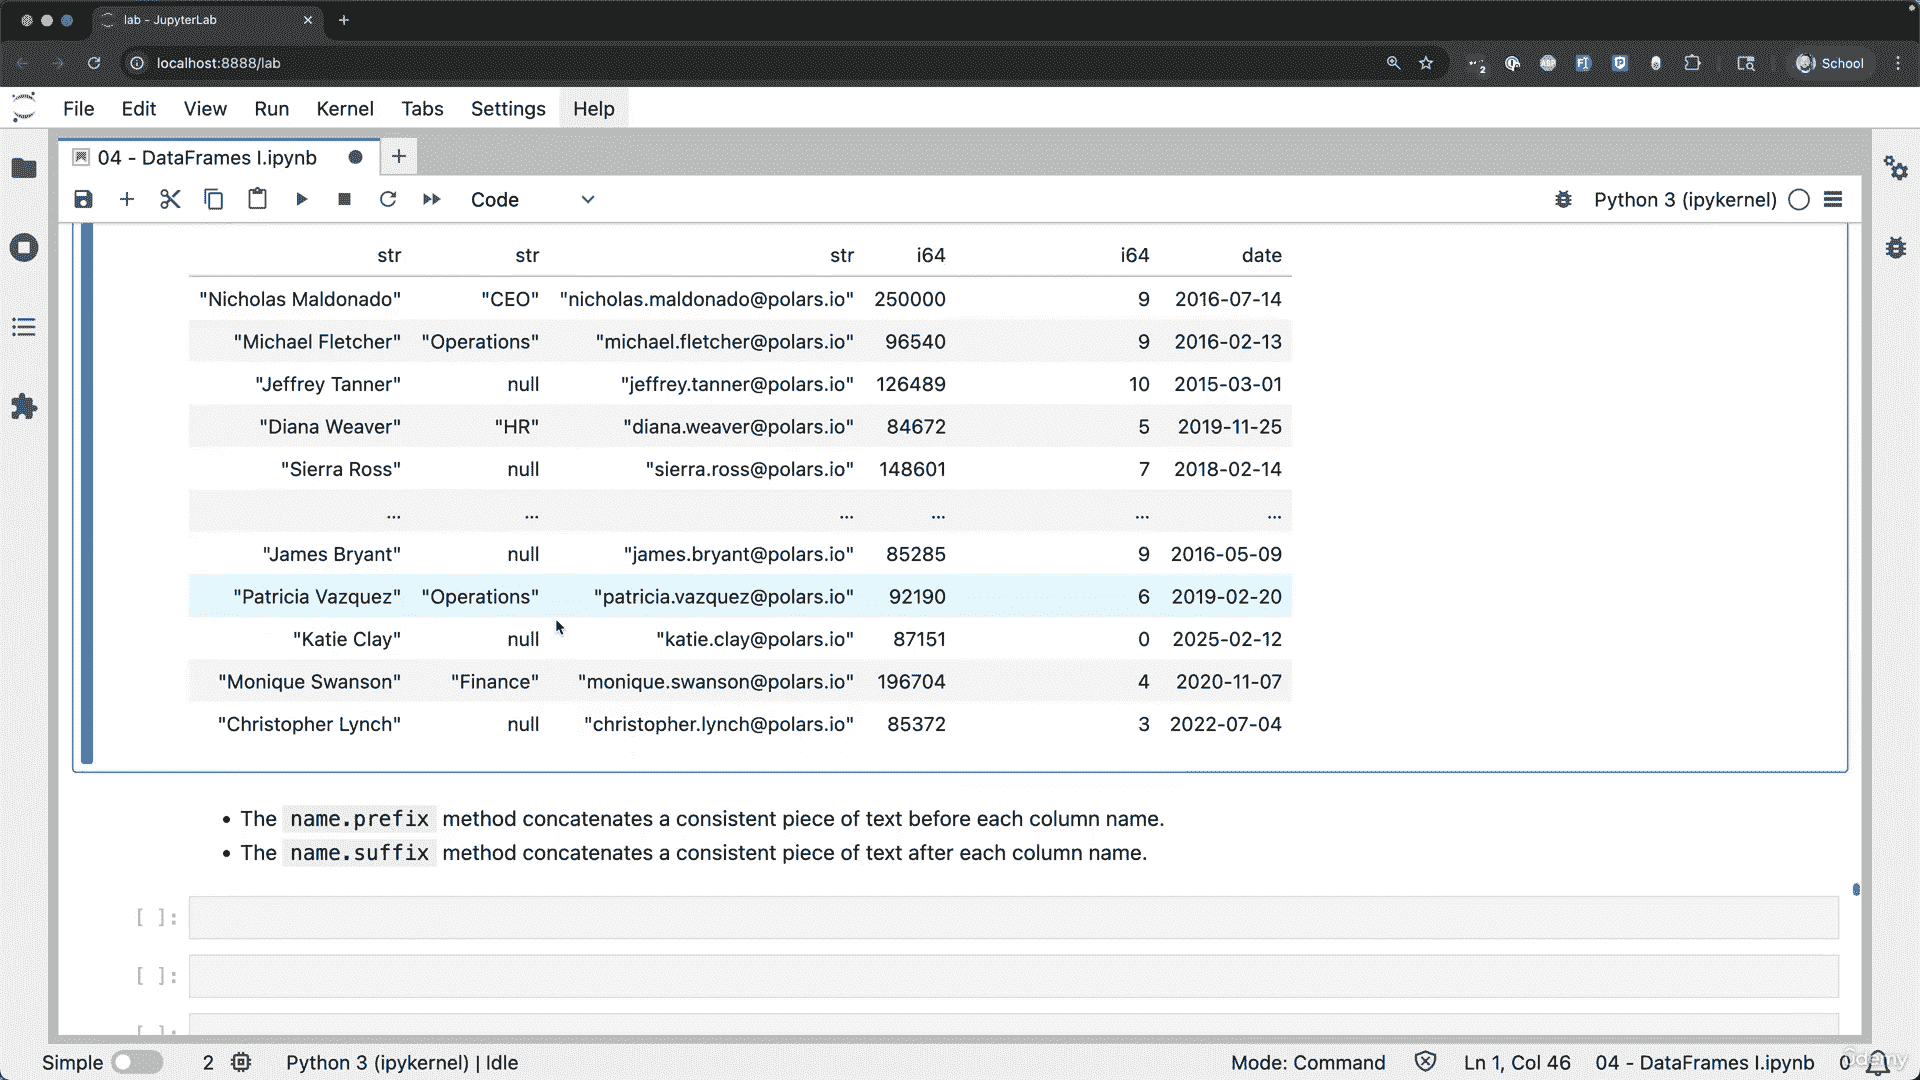 lab - JupyterLab
localhost:8888/lab
2
School
File Edit View Run Kernel Tabs Settings Help
04 - DataFrames I.ipynb
Code
Python 3 (ipykernel)
str str str i64 i64 date
"Nicholas Maldonado" "CEO" "nicholas.maldonado@polars.io" 250000 9 2016-07-14
"Michael Fletcher" "Operations" "michael.fletcher@polars.io" 96540 9 2016-02-13
"Jeffrey Tanner" null "jeffrey.tanner@polars.io" 126489 10 2015-03-01
"Diana Weaver" "HR" "diana.weaver@polars.io" 84672 5 2019-11-25
"Sierra Ross" null "sierra.ross@polars.io" 148601 7 2018-02-14
… … … … … …
"James Bryant" null "james.bryant@polars.io" 85285 9 2016-05-09
"Patricia Vazquez" "Operations" "patricia.vazquez@polars.io" 92190 6 2019-02-20
"Katie Clay" null "katie.clay@polars.io" 87151 0 2025-02-12
"Monique Swanson" "Finance" "monique.swanson@polars.io" 196704 4 2020-11-07
"Christopher Lynch" null "christopher.lynch@polars.io" 85372 3 2022-07-04
• The name.prefix method concatenates a consistent piece of text before each column name.
• The name.suffix method concatenates a consistent piece of text after each column name.
[ ]:
[ ]:
[ ]:
Simple 2 Python 3 (ipykernel) | Idle Mode: Command Ln 1, Col 46 04 - DataFrames I.ipynb 0
udemy